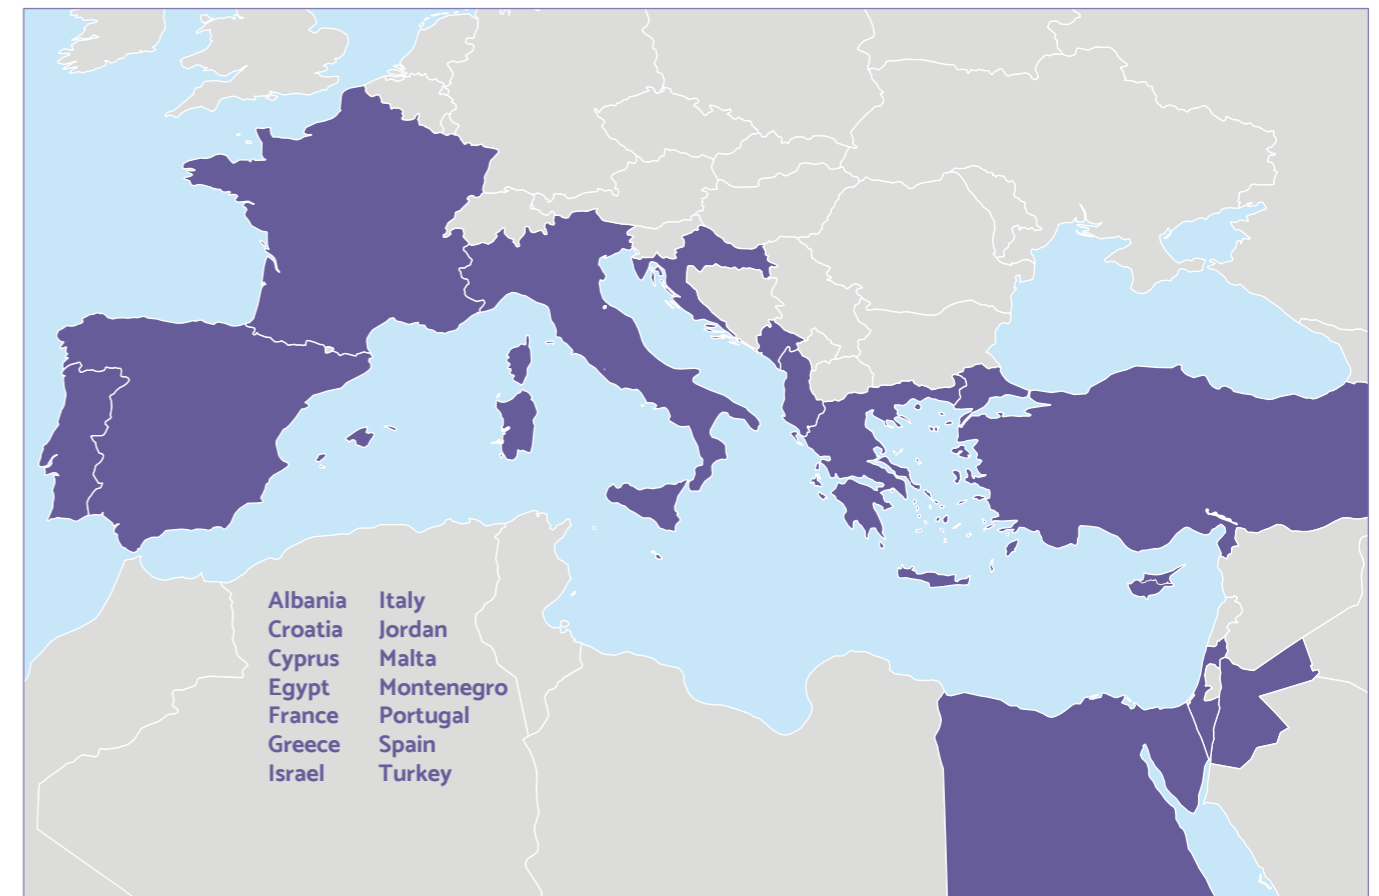 Albania Italy
Croatia Jordan
Cyprus Malta
Egypt Montenegro
France Portugal
Greece Spain
Israel Turkey